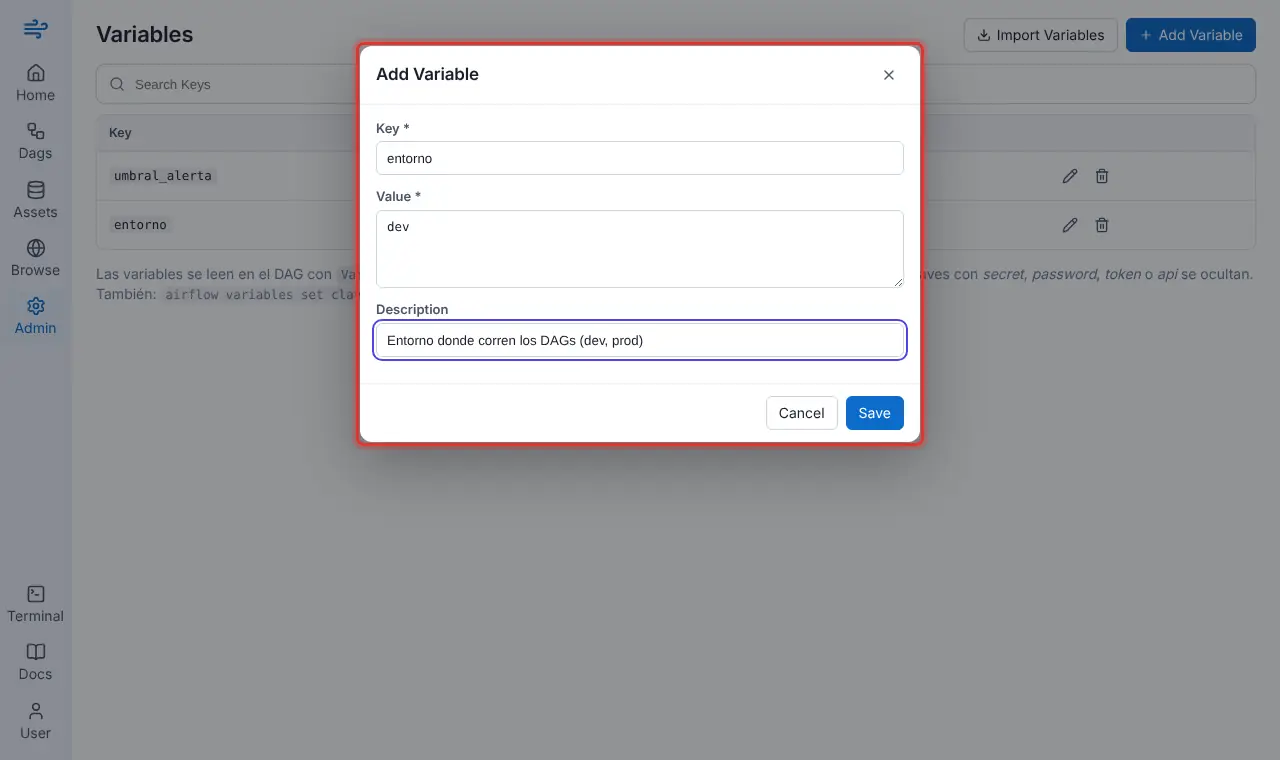 Variables
Import Variables
+ Add Variable
Home
Dags
Assets
Browse
Admin
Terminal
Docs
User
Search Keys
Key
umbral_alerta
entorno
Las variables se leen en el DAG con
con secret, password, token o api se ocultan.
También: airflow variables set
Add Variable
Key *
entorno
Value *
dev
Description
Entorno donde corren los DAGs (dev, prod)
Cancel
Save